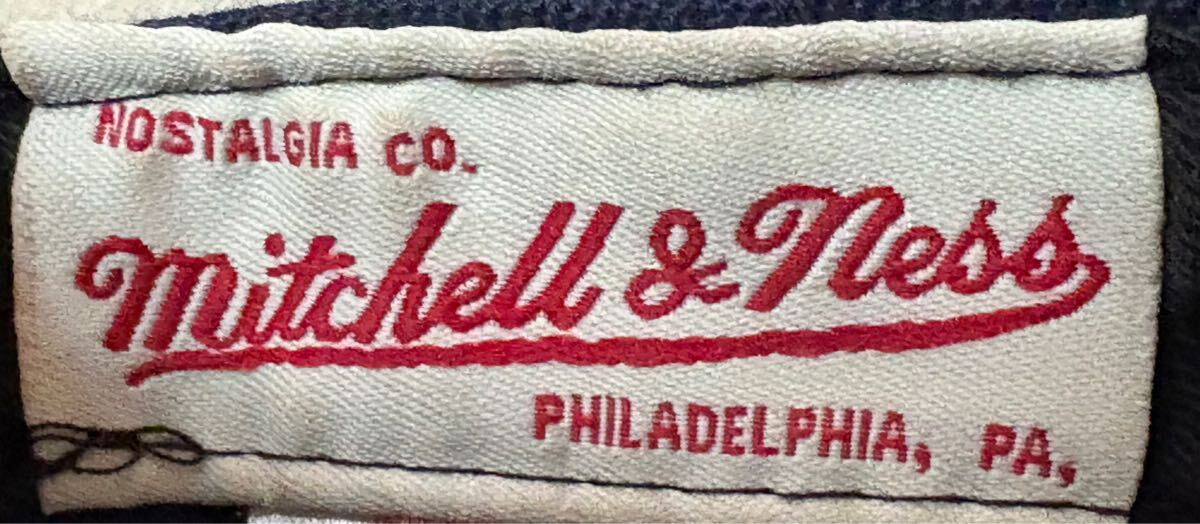 NOSTALGIA CO.
Mitchell & Ness
PHILADELPHIA, PA,